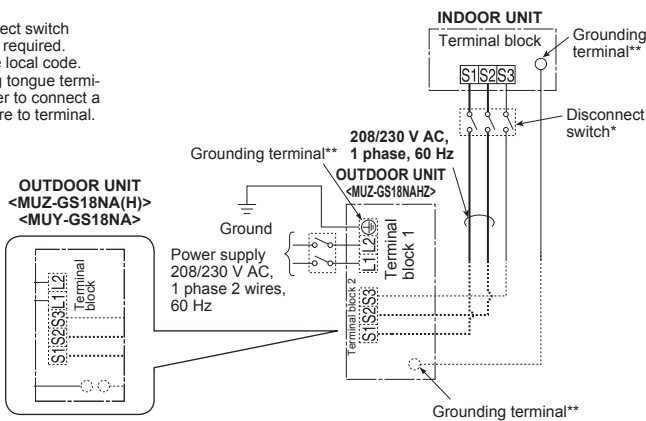 ect switch
required.
e local code.
g tongue termi-
er to connect a
re to terminal.
INDOOR UNIT
Terminal block
S1 S2 S3
Grounding
terminal**
Disconnect
switch*
208/230 V AC,
1 phase, 60 Hz
Grounding terminal**
OUTDOOR UNIT
<MUZ-GS18NAHZ>
Ground
Power supply
208/230 V AC,
1 phase 2 wires,
60 Hz
L1 L2
Terminal
block 1
Terminal block 2
S1 S2 S3
Grounding terminal**
OUTDOOR UNIT
<MUZ-GS18NA(H)>
<MUY-GS18NA>
S1 S2 S3 L1 L2
Terminal
block